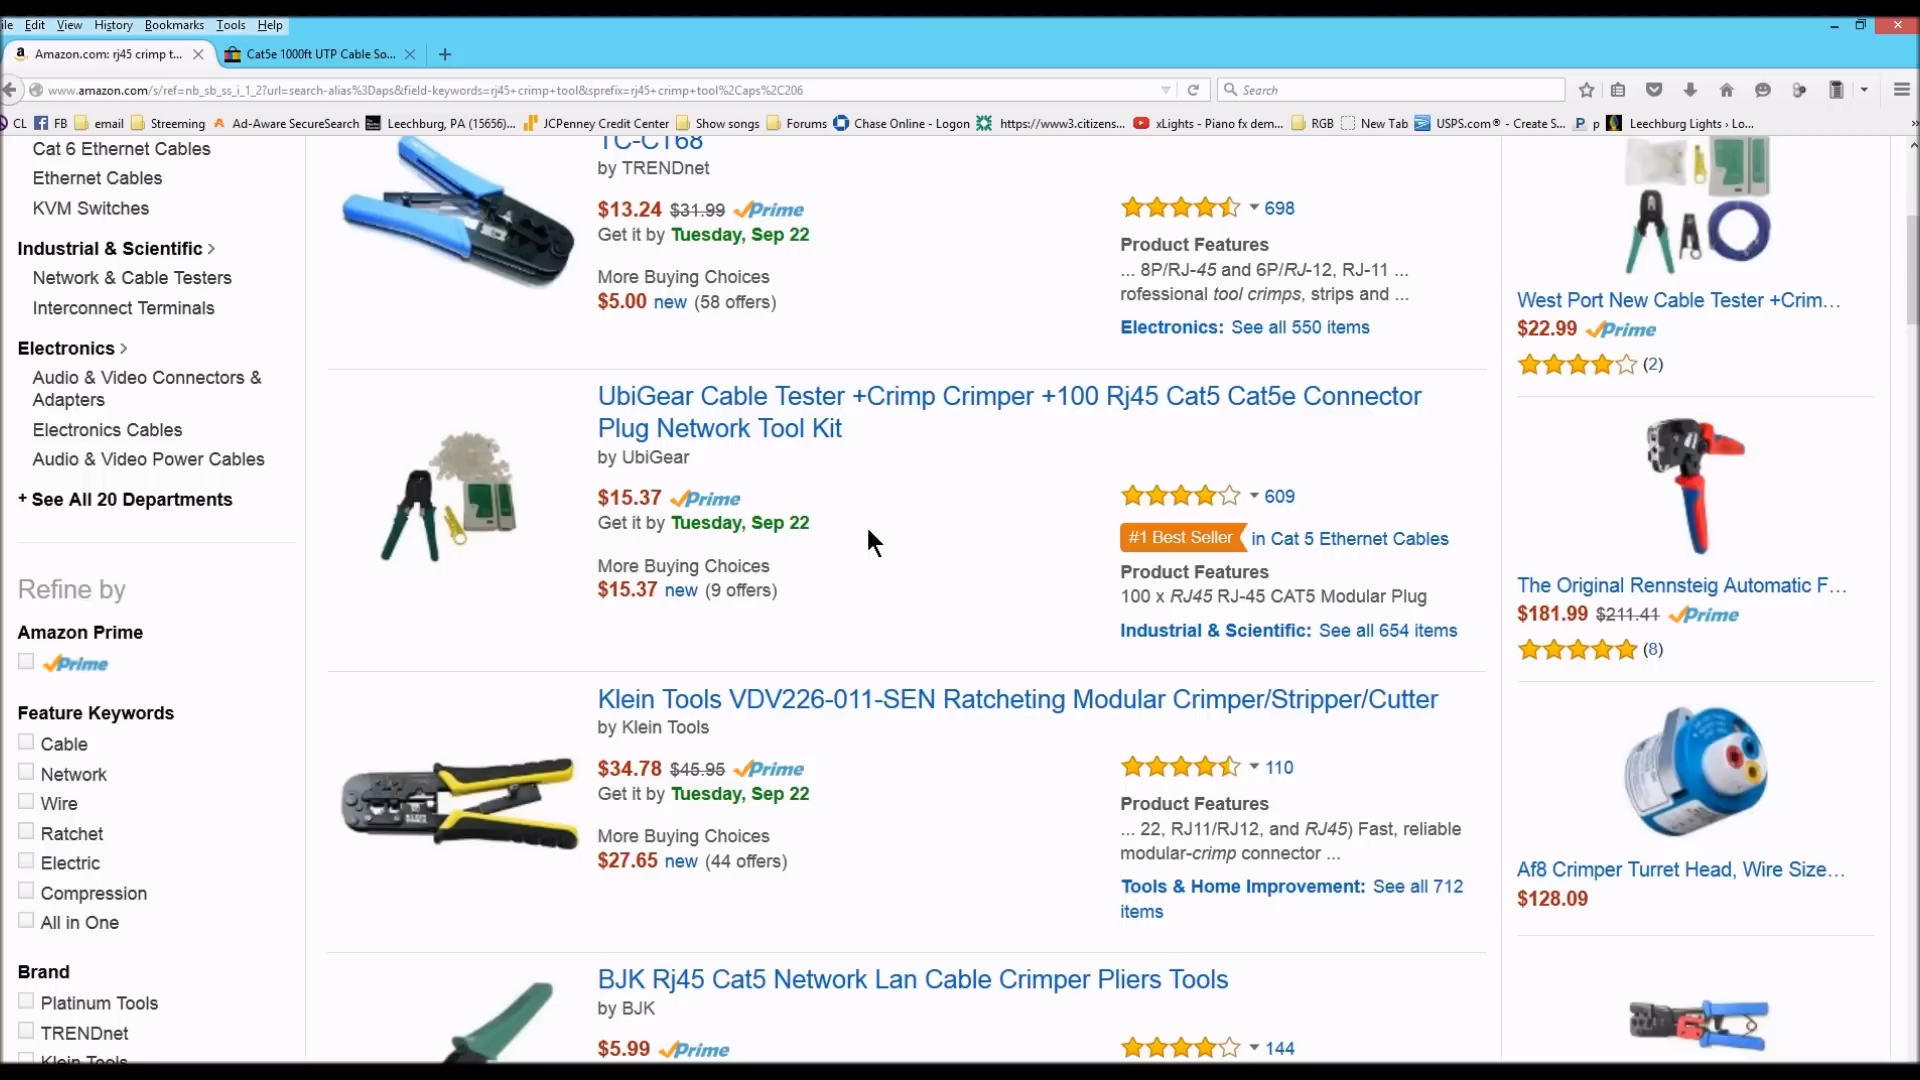 ile Edit View History Bookmarks Tools Help
Amazon.com: rj45 crimp t...
Cat5e 1000ft UTP Cable So...
www.amazon.com/s/ref=nb_sb_ss_i_1_2?url=search-alias%3Daps&field-keywords=rj45+crimp+tool&sprefix=rj45+crimp+tool%2Caps%2C206
Search
CL FB email Streeming Ad-Aware SecureSearch Leechburg, PA (15656)... JCPenney Credit Center Show songs Forums Chase Online - Logon https://www3.citizens... xLights - Piano fx dem... RGB New Tab USPS.com® - Create S... p Leechburg Lights › Lo... »
Cat 6 Ethernet Cables
Ethernet Cables
KVM Switches
Industrial & Scientific
Network & Cable Testers
Interconnect Terminals
Electronics
Audio & Video Connectors &
Adapters
Electronics Cables
Audio & Video Power Cables
+ See All 20 Departments
Refine by
Amazon Prime
Prime
Feature Keywords
Cable
Network
Wire
Ratchet
Electric
Compression
All in One
Brand
Platinum Tools
TRENDnet
Klein Tools
TC-CT68
by TRENDnet
$13.24 $31.99 Prime
Get it by Tuesday, Sep 22
More Buying Choices
$5.00 new (58 offers)
698
Product Features
... 8P/RJ-45 and 6P/RJ-12, RJ-11 ...
rofessional tool crimps, strips and ...
Electronics: See all 550 items
UbiGear Cable Tester +Crimp Crimper +100 Rj45 Cat5 Cat5e Connector
Plug Network Tool Kit
by UbiGear
$15.37 Prime
Get it by Tuesday, Sep 22
More Buying Choices
$15.37 new (9 offers)
609
#1 Best Seller in Cat 5 Ethernet Cables
Product Features
100 x RJ45 RJ-45 CAT5 Modular Plug
Industrial & Scientific: See all 654 items
Klein Tools VDV226-011-SEN Ratcheting Modular Crimper/Stripper/Cutter
by Klein Tools
$34.78 $45.95 Prime
Get it by Tuesday, Sep 22
More Buying Choices
$27.65 new (44 offers)
110
Product Features
... 22, RJ11/RJ12, and RJ45) Fast, reliable
modular-crimp connector ...
Tools & Home Improvement: See all 712
items
BJK Rj45 Cat5 Network Lan Cable Crimper Pliers Tools
by BJK
$5.99 Prime
144
West Port New Cable Tester +Crim...
$22.99 Prime
(2)
The Original Rennsteig Automatic F...
$181.99 $211.41 Prime
(8)
Af8 Crimper Turret Head, Wire Size...
$128.09